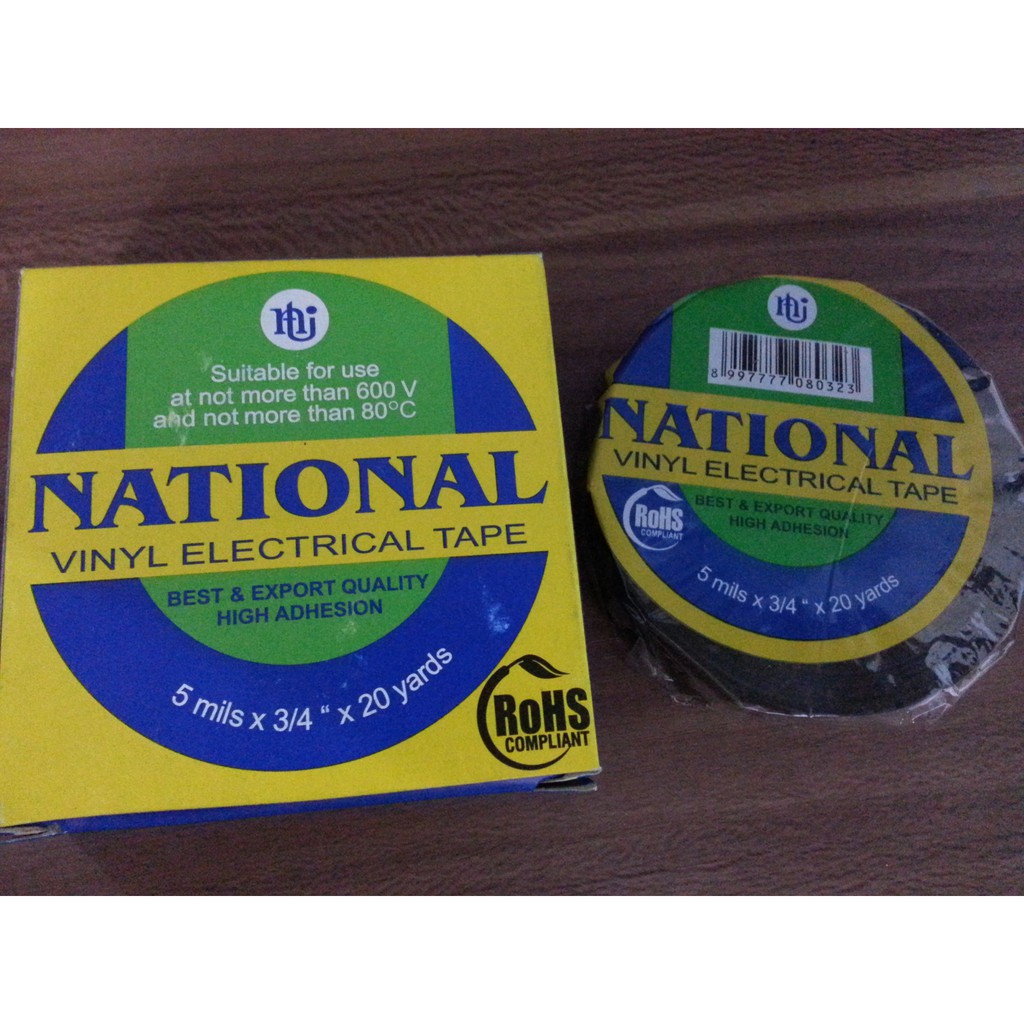 Suitable for use
at not more than 600 V
and not more than 80°C
NATIONAL
VINYL ELECTRICAL TAPE
BEST & EXPORT QUALITY
HIGH ADHESION
5 mils x 3/4 " x 20 yards
RoHS
COMPLIANT
8 997777 080323
NATIONAL
VINYL ELECTRICAL TAPE
BEST & EXPORT QUALITY
HIGH ADHESION
RoHS
COMPLIANT
5 mils x 3/4 " x 20 yards